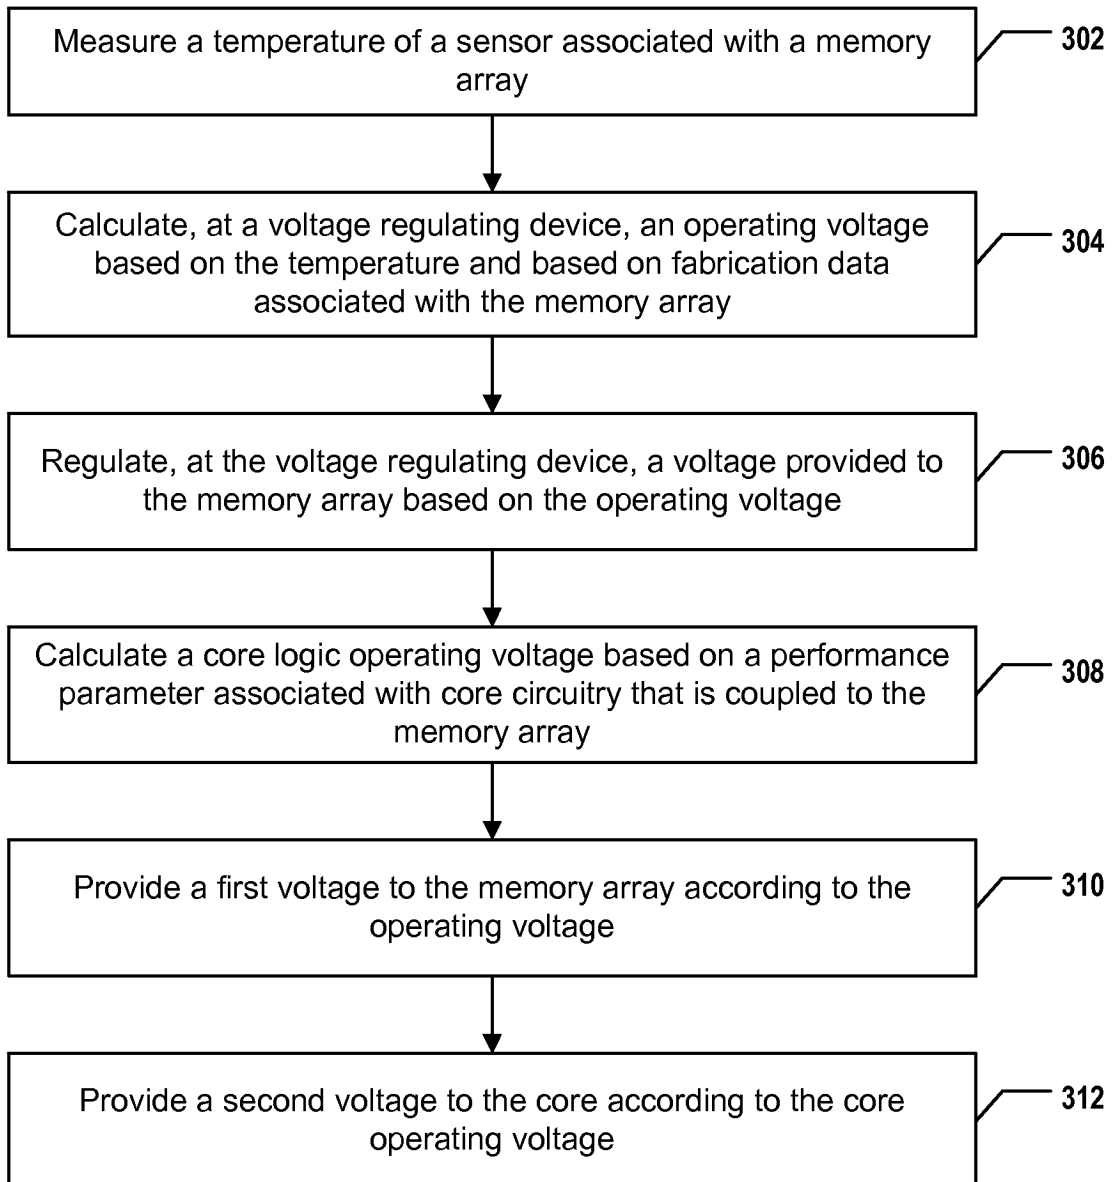 Measure a temperature of a sensor associated with a memory
array
302
Calculate, at a voltage regulating device, an operating voltage
based on the temperature and based on fabrication data
associated with the memory array
304
Regulate, at the voltage regulating device, a voltage provided to
the memory array based on the operating voltage
306
Calculate a core logic operating voltage based on a performance
parameter associated with core circuitry that is coupled to the
memory array
308
Provide a first voltage to the memory array according to the
operating voltage
310
Provide a second voltage to the core according to the core
operating voltage
312